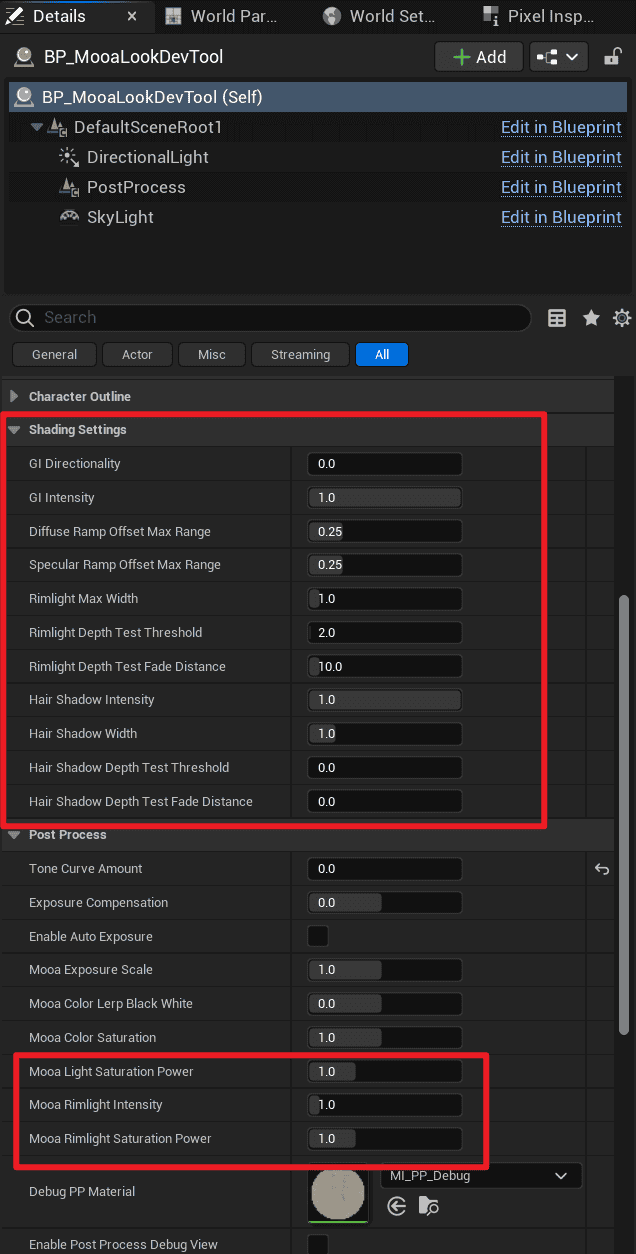 Details
World Par...
World Set...
Pixel Insp...
BP_MooaLookDevTool
Add
BP_MooaLookDevTool (Self)
DefaultSceneRoot1 Edit in Blueprint
DirectionalLight Edit in Blueprint
PostProcess Edit in Blueprint
SkyLight Edit in Blueprint
Search
General Actor Misc Streaming All
Character Outline
Shading Settings
GI Directionality 0.0
GI Intensity 1.0
Diffuse Ramp Offset Max Range 0.25
Specular Ramp Offset Max Range 0.25
Rimlight Max Width 1.0
Rimlight Depth Test Threshold 2.0
Rimlight Depth Test Fade Distance 10.0
Hair Shadow Intensity 1.0
Hair Shadow Width 1.0
Hair Shadow Depth Test Threshold 0.0
Hair Shadow Depth Test Fade Distance 0.0
Post Process
Tone Curve Amount 0.0
Exposure Compensation 0.0
Enable Auto Exposure
Mooa Exposure Scale 1.0
Mooa Color Lerp Black White 0.0
Mooa Color Saturation 1.0
Mooa Light Saturation Power 1.0
Mooa Rimlight Intensity 1.0
Mooa Rimlight Saturation Power 1.0
Debug PP Material MI_PP_Debug
Enable Post Process Debug View